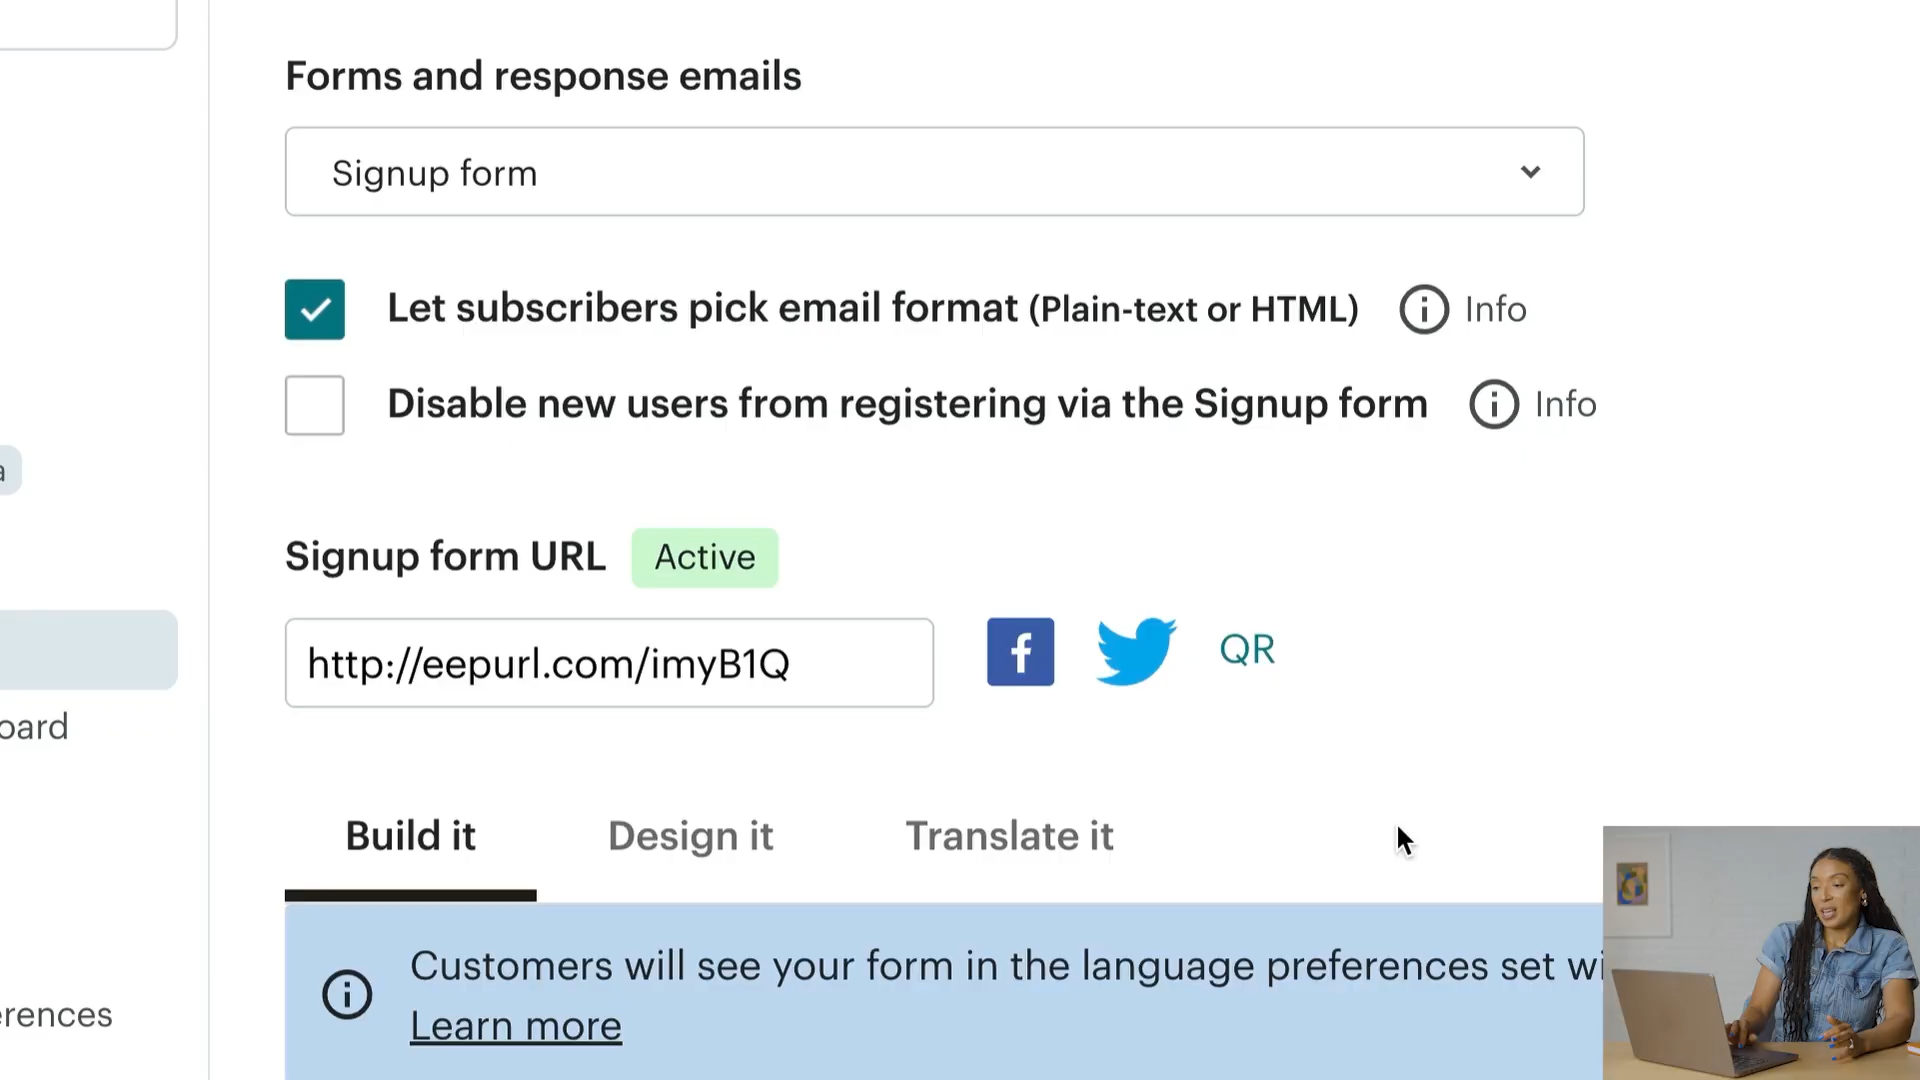 Forms and response emails
Signup form
Let subscribers pick email format (Plain-text or HTML) Info
Disable new users from registering via the Signup form Info
a
Signup form URL Active
http://eepurl.com/imyB1Q
QR
oard
Build it Design it Translate it
Customers will see your form in the language preferences set wi
Learn more
erences